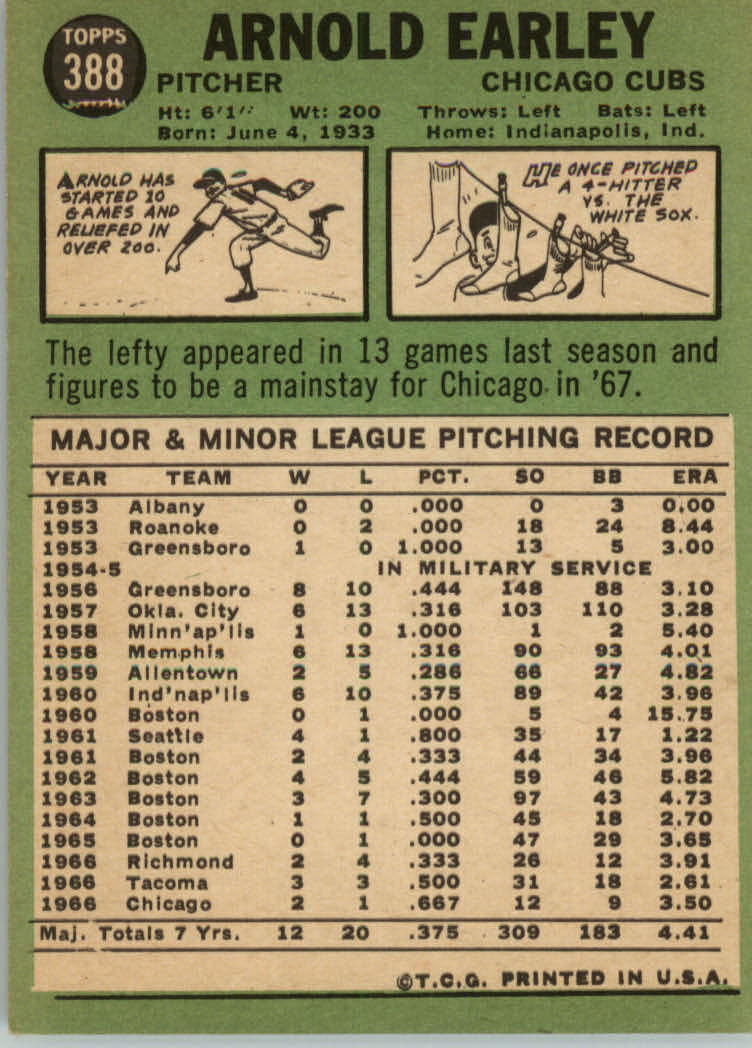 TOPPS
388
ARNOLD EARLEY
PITCHER CHICAGO CUBS
Ht: 6'1" Wt: 200 Throws: Left Bats: Left
Born: June 4, 1933 Home: Indianapolis, Ind.
ARNOLD HAS
STARTED 10
GAMES AND
RELIEFED IN
OVER 200.
HE ONCE PITCHED
A 4-HITTER
VS. THE
WHITE SOX.
The lefty appeared in 13 games last season and
figures to be a mainstay for Chicago in '67.
MAJOR & MINOR LEAGUE PITCHING RECORD
YEAR TEAM W L PCT. SO BB ERA
1953 Albany 0 0 .000 0 3 0.00
1953 Roanoke 0 2 .000 18 24 8.44
1953 Greensboro 1 0 1.000 13 5 3.00
1954-5 IN MILITARY SERVICE
1956 Greensboro 8 10 .444 148 88 3.10
1957 Okla. City 6 13 .316 103 110 3.28
1958 Minn'ap'lis 1 0 1.000 1 2 5.40
1958 Memphis 6 13 .316 90 93 4.01
1959 Allentown 2 5 .286 66 27 4.82
1960 Ind'nap'lis 6 10 .375 89 42 3.96
1960 Boston 0 1 .000 5 4 15.75
1961 Seattle 4 1 .800 35 17 1.22
1961 Boston 2 4 .333 44 34 3.96
1962 Boston 4 5 .444 59 46 5.82
1963 Boston 3 7 .300 97 43 4.73
1964 Boston 1 1 .500 45 18 2.70
1965 Boston 0 1 .000 47 29 3.65
1966 Richmond 2 4 .333 26 12 3.91
1966 Tacoma 3 3 .500 31 18 2.61
1966 Chicago 2 1 .667 12 9 3.50
Maj. Totals 7 Yrs. 12 20 .375 309 183 4.41
©T.C.G. PRINTED IN U.S.A.